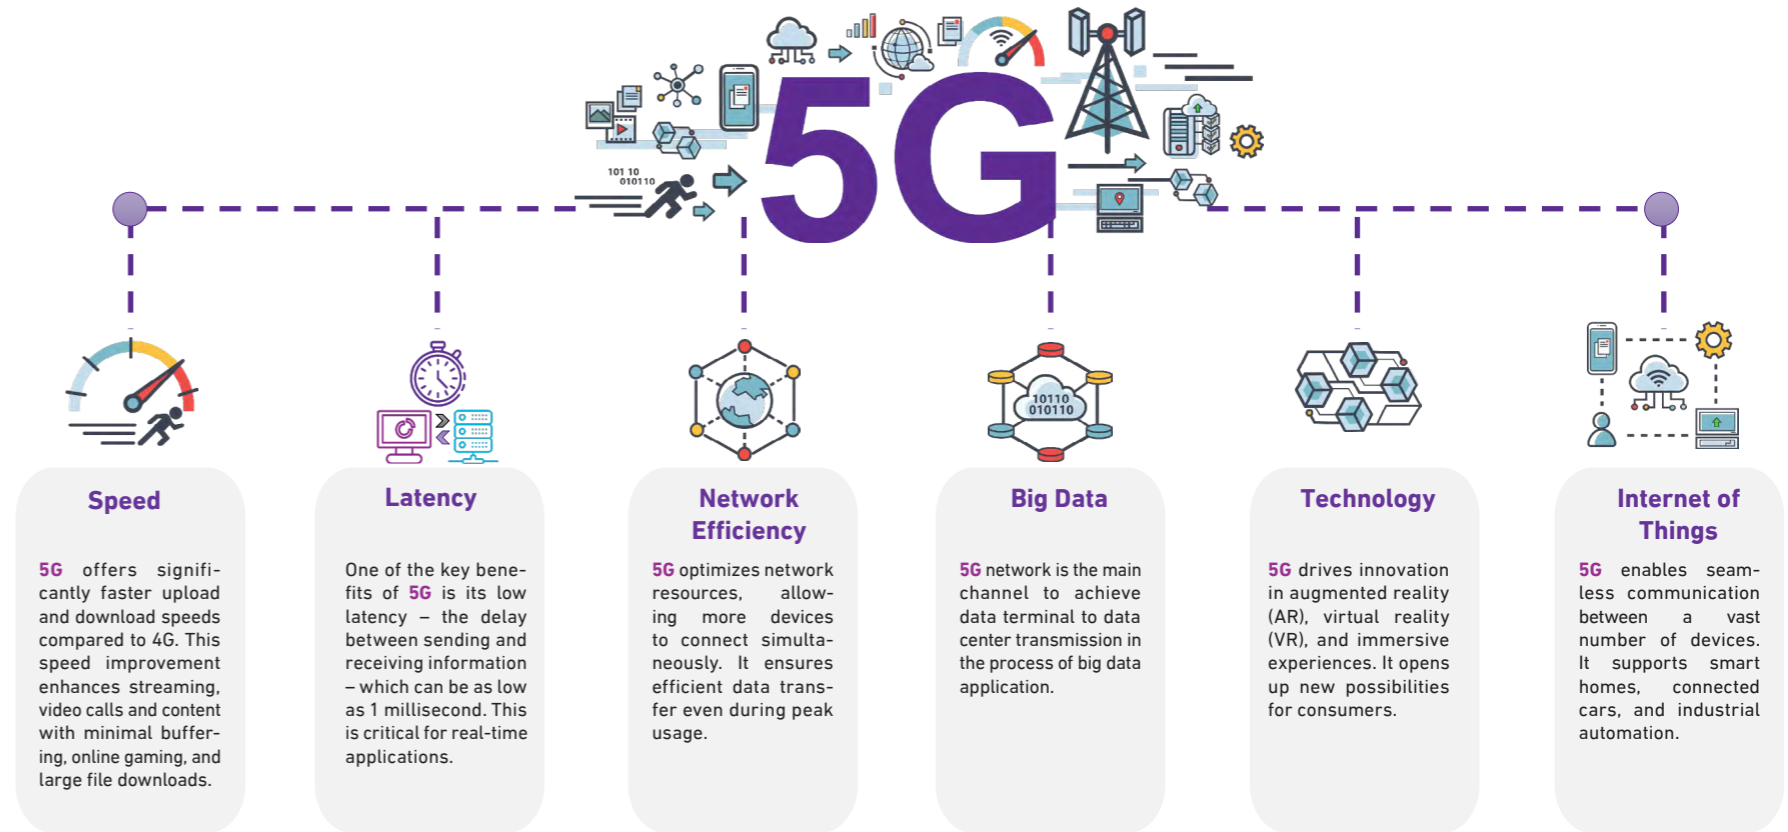 5G
101 10
010110
10110
010110
Speed
5G offers signifi-
cantly faster upload
and download speeds
compared to 4G. This
speed improvement
enhances streaming,
video calls and content
with minimal buffer-
ing, online gaming, and
large file downloads.
Latency
One of the key bene-
fits of 5G is its low
latency – the delay
between sending and
receiving information
– which can be as low
as 1 millisecond. This
is critical for real-time
applications.
Network
Efficiency
5G optimizes network
resources, allow-
ing more devices
to connect simulta-
neously. It ensures
efficient data trans-
fer even during peak
usage.
Big Data
5G network is the main
channel to achieve
data terminal to data
center transmission in
the process of big data
application.
Technology
5G drives innovation
in augmented reality
(AR), virtual reality
(VR), and immersive
experiences. It opens
up new possibilities
for consumers.
Internet of
Things
5G enables seam-
less communication
between a vast
number of devices.
It supports smart
homes, connected
cars, and industrial
automation.